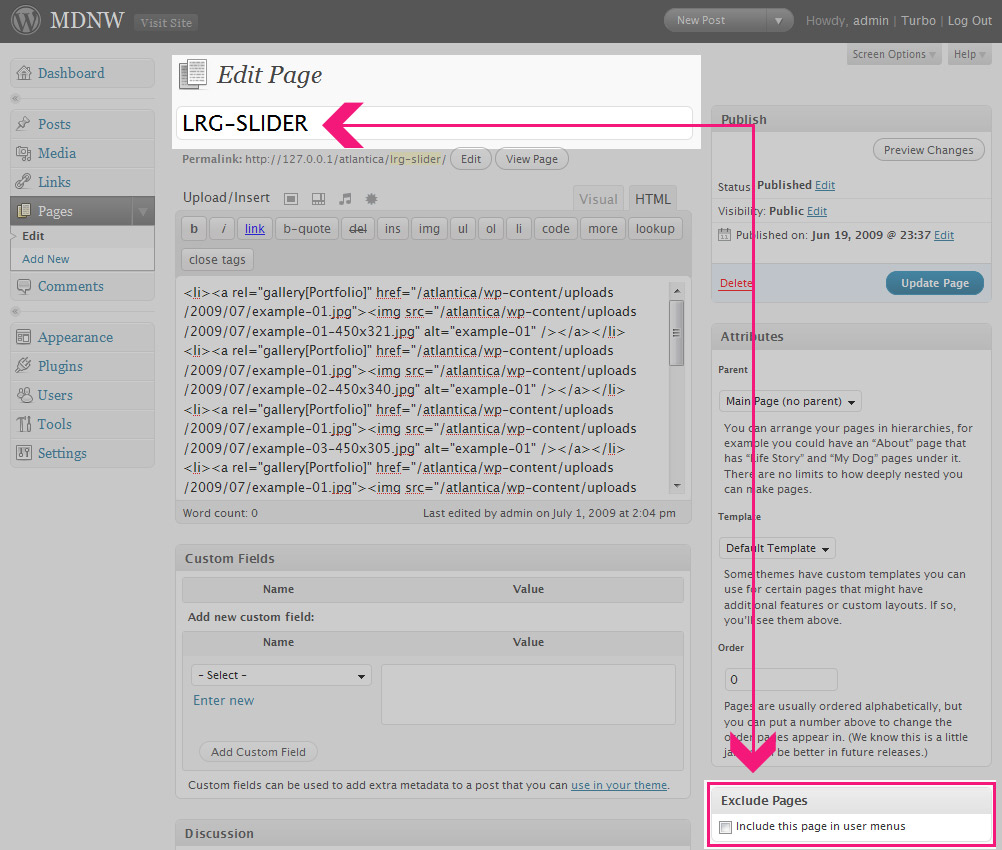 MDNW Visit Site
New Post
Howdy, admin | Turbo | Log Out
Screen Options
Help
Dashboard
Posts
Media
Links
Pages
Edit
Add New
Comments
Appearance
Plugins
Users
Tools
Settings
Edit Page
LRG-SLIDER
Permalink: http://127.0.0.1/atlantica/lrg-slider/ Edit View Page
Upload/Insert
Visual HTML
b i link b-quote del ins img ul ol li code more lookup
close tags
<li><a rel="gallery[Portfolio]" href="/atlantica/wp-content/uploads
/2009/07/example-01.jpg"><img src="/atlantica/wp-content/uploads
/2009/07/example-01-450x321.jpg" alt="example-01" /></a></li>
<li><a rel="gallery[Portfolio]" href="/atlantica/wp-content/uploads
/2009/07/example-01.jpg"><img src="/atlantica/wp-content/uploads
/2009/07/example-02-450x340.jpg" alt="example-01" /></a></li>
<li><a rel="gallery[Portfolio]" href="/atlantica/wp-content/uploads
/2009/07/example-01.jpg"><img src="/atlantica/wp-content/uploads
/2009/07/example-03-450x305.jpg" alt="example-01" /></a></li>
<li><a rel="gallery[Portfolio]" href="/atlantica/wp-content/uploads
/2009/07/example-01.jpg"><img src="/atlantica/wp-content/uploads
Word count: 0
Last edited by admin on July 1, 2009 at 2:04 pm
Custom Fields
Name Value
Add new custom field:
Name Value
- Select -
Enter new
Add Custom Field
Custom fields can be used to add extra metadata to a post that you can use in your theme.
Discussion
Publish
Preview Changes
Status: Published Edit
Visibility: Public Edit
Published on: Jun 19, 2009 @ 23:37 Edit
Delete
Update Page
Attributes
Parent
Main Page (no parent)
You can arrange your pages in hierarchies, for
example you could have an “About” page that
has “Life Story” and “My Dog” pages under it.
There are no limits to how deeply nested you
can make pages.
Template
Default Template
Some themes have custom templates you can
use for certain pages that might have
additional features or custom layouts. If so,
you'll see them above.
Order
0
Pages are usually ordered alphabetically, but
you can put a number above to change the
order pages appear in. (We know this is a little
be better in future releases.)
Exclude Pages
Include this page in user menus